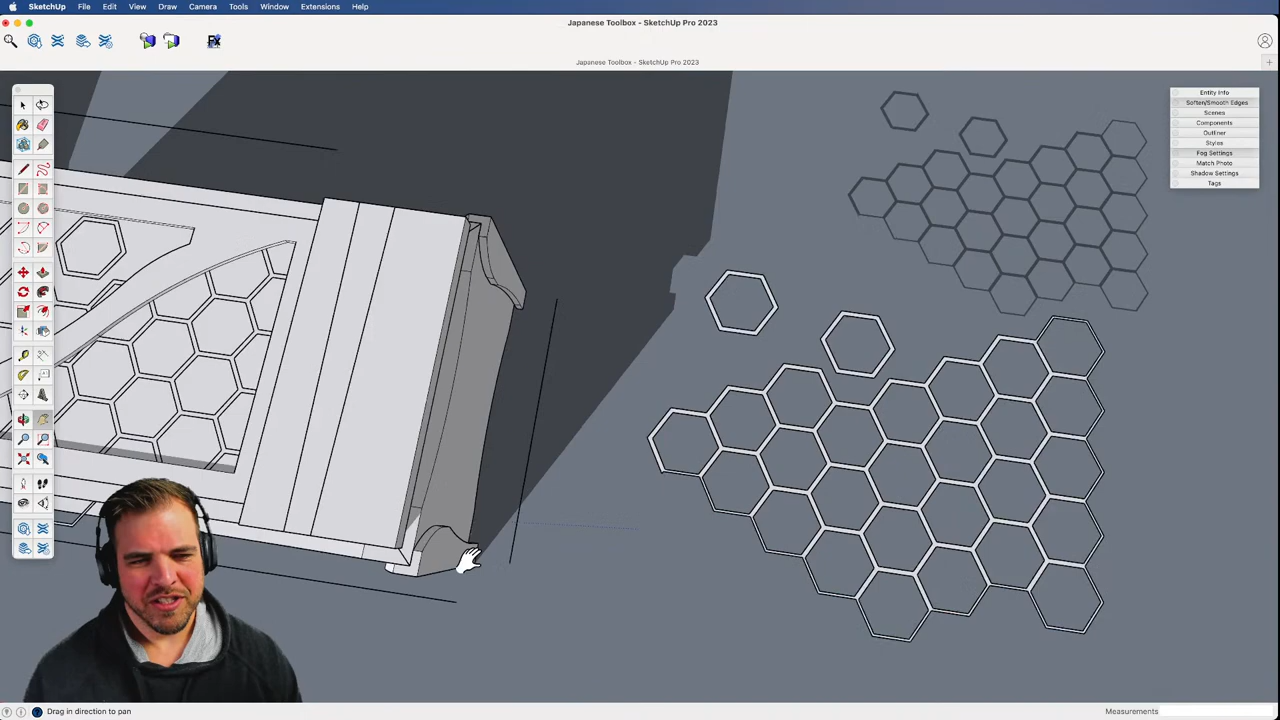 SketchUp File Edit View Draw Camera Tools Window Extensions Help
Japanese Toolbox - SketchUp Pro 2023
Japanese Toolbox - SketchUp Pro 2023
Entity Info
Soften/Smooth Edges
Scenes
Components
Outliner
Styles
Fog Settings
Match Photo
Shadow Settings
Tags
Drag in direction to pan
Measurements